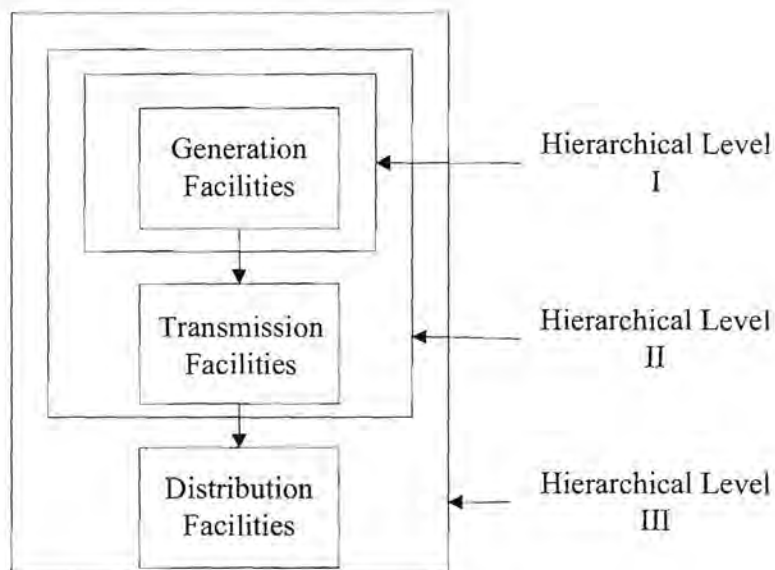 Generation
Facilities
Hierarchical Level
I
Transmission
Facilities
Hierarchical Level
II
Distribution
Facilities
Hierarchical Level
III